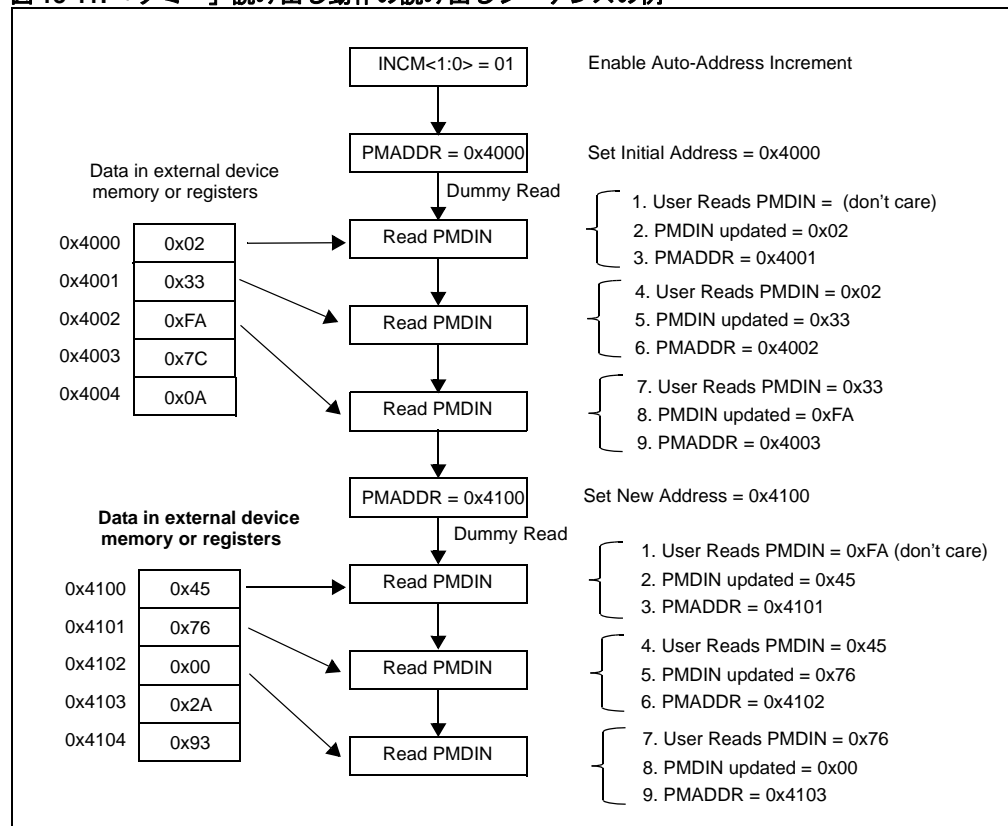 INCM<1:0> = 01
Enable Auto-Address Increment
PMADDR = 0x4000
Set Initial Address = 0x4000
Data in external device
memory or registers
Dummy Read
0x4000 0x02
0x4001 0x33
0x4002 0xFA
0x4003 0x7C
0x4004 0x0A
Read PMDIN
1. User Reads PMDIN = (don't care)
2. PMDIN updated = 0x02
3. PMADDR = 0x4001
Read PMDIN
4. User Reads PMDIN = 0x02
5. PMDIN updated = 0x33
6. PMADDR = 0x4002
Read PMDIN
7. User Reads PMDIN = 0x33
8. PMDIN updated = 0xFA
9. PMADDR = 0x4003
PMADDR = 0x4100
Set New Address = 0x4100
Data in external device
memory or registers
Dummy Read
0x4100 0x45
0x4101 0x76
0x4102 0x00
0x4103 0x2A
0x4104 0x93
Read PMDIN
1. User Reads PMDIN = 0xFA (don't care)
2. PMDIN updated = 0x45
3. PMADDR = 0x4101
Read PMDIN
4. User Reads PMDIN = 0x45
5. PMDIN updated = 0x76
6. PMADDR = 0x4102
Read PMDIN
7. User Reads PMDIN = 0x76
8. PMDIN updated = 0x00
9. PMADDR = 0x4103